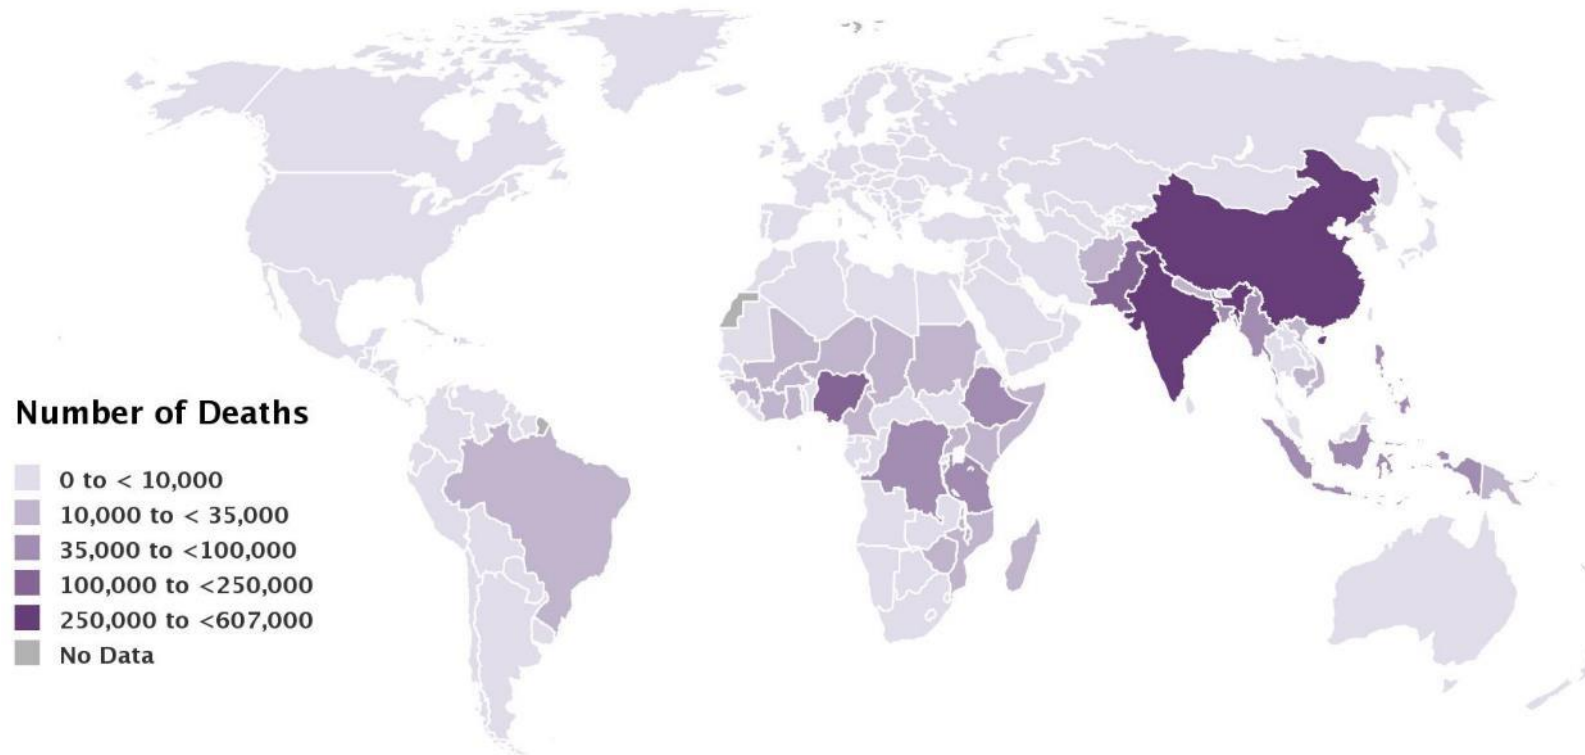 Number of Deaths
0 to < 10,000
10,000 to < 35,000
35,000 to <100,000
100,000 to <250,000
250,000 to <607,000
No Data